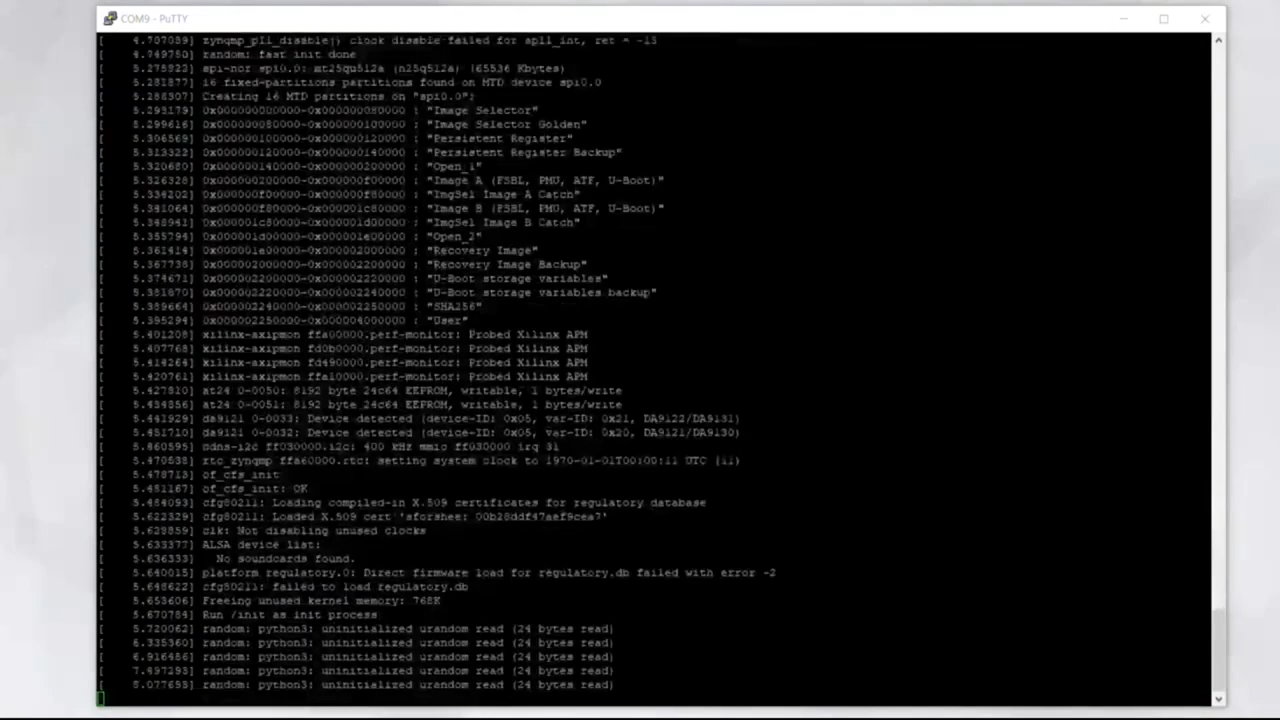 COM9 - PuTTY
[    4.707089] zynqmp_pll_disable() clock disable failed for apll_int, ret = -13
[    4.949750] random: fast init done
[    5.275822] spi-nor spi0.0: mt25qu512a (n25q512a) (65536 Kbytes)
[    5.281877] 16 fixed-partitions partitions found on MTD device spi0.0
[    5.288307] Creating 16 MTD partitions on "spi0.0":
[    5.293179] 0x000000000000-0x000000080000 : "Image Selector"
[    5.299616] 0x000000080000-0x000000100000 : "Image Selector Golden"
[    5.306569] 0x000000100000-0x000000120000 : "Persistent Register"
[    5.313322] 0x000000120000-0x000000140000 : "Persistent Register Backup"
[    5.320680] 0x000000140000-0x000000200000 : "Open_1"
[    5.326328] 0x000000200000-0x000000f00000 : "Image A (FSBL, PMU, ATF, U-Boot)"
[    5.334202] 0x000000f00000-0x000000f80000 : "ImgSel Image A Catch"
[    5.341064] 0x000000f80000-0x000001c80000 : "Image B (FSBL, PMU, ATF, U-Boot)"
[    5.348941] 0x000001c80000-0x000001d00000 : "ImgSel Image B Catch"
[    5.355794] 0x000001d00000-0x000001e00000 : "Open_2"
[    5.361414] 0x000001e00000-0x000002000000 : "Recovery Image"
[    5.367738] 0x000002000000-0x000002200000 : "Recovery Image Backup"
[    5.374671] 0x000002200000-0x000002220000 : "U-Boot storage variables"
[    5.381870] 0x000002220000-0x000002240000 : "U-Boot storage variables backup"
[    5.389664] 0x000002240000-0x000002250000 : "SHA256"
[    5.395294] 0x000002250000-0x000004000000 : "User"
[    5.401208] xilinx-axipmon ffa00000.perf-monitor: Probed Xilinx APM
[    5.407768] xilinx-axipmon fd0b0000.perf-monitor: Probed Xilinx APM
[    5.414264] xilinx-axipmon fd490000.perf-monitor: Probed Xilinx APM
[    5.420761] xilinx-axipmon ffa10000.perf-monitor: Probed Xilinx APM
[    5.427810] at24 0-0050: 8192 byte 24c64 EEPROM, writable, 1 bytes/write
[    5.434856] at24 0-0051: 8192 byte 24c64 EEPROM, writable, 1 bytes/write
[    5.441929] da9121 0-0033: Device detected (device-ID: 0x05, var-ID: 0x21, DA9122/DA9131)
[    5.451710] da9121 0-0032: Device detected (device-ID: 0x05, var-ID: 0x20, DA9121/DA9130)
[    5.460595] cdns-i2c ff030000.i2c: 400 kHz mmio ff030000 irq 31
[    5.470538] rtc_zynqmp ffa60000.rtc: setting system clock to 1970-01-01T00:00:11 UTC (11)
[    5.478713] of_cfs_init
[    5.481167] of_cfs_init: OK
[    5.484093] cfg80211: Loading compiled-in X.509 certificates for regulatory database
[    5.622329] cfg80211: Loaded X.509 cert 'sforshee: 00b28ddf47aef9cea7'
[    5.628859] clk: Not disabling unused clocks
[    5.633377] ALSA device list:
[    5.636333]   No soundcards found.
[    5.640015] platform regulatory.0: Direct firmware load for regulatory.db failed with error -2
[    5.648622] cfg80211: failed to load regulatory.db
[    5.653606] Freeing unused kernel memory: 768K
[    5.670784] Run /init as init process
[    5.720062] random: python3: uninitialized urandom read (24 bytes read)
[    6.335360] random: python3: uninitialized urandom read (24 bytes read)
[    6.916486] random: python3: uninitialized urandom read (24 bytes read)
[    7.497293] random: python3: uninitialized urandom read (24 bytes read)
[    8.077653] random: python3: uninitialized urandom read (24 bytes read)